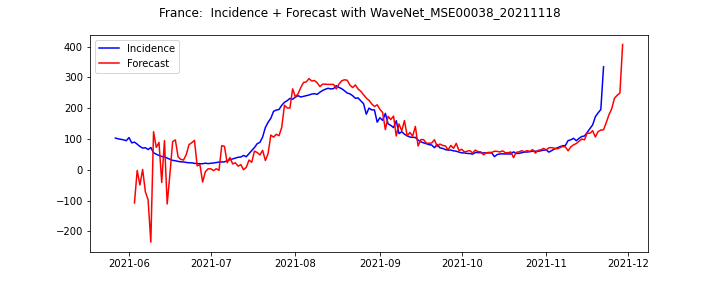 France:  Incidence + Forecast with WaveNet_MSE00038_20211118
Incidence
Forecast
400
300
200
100
0
−100
−200
2021-06 2021-07 2021-08 2021-09 2021-10 2021-11 2021-12